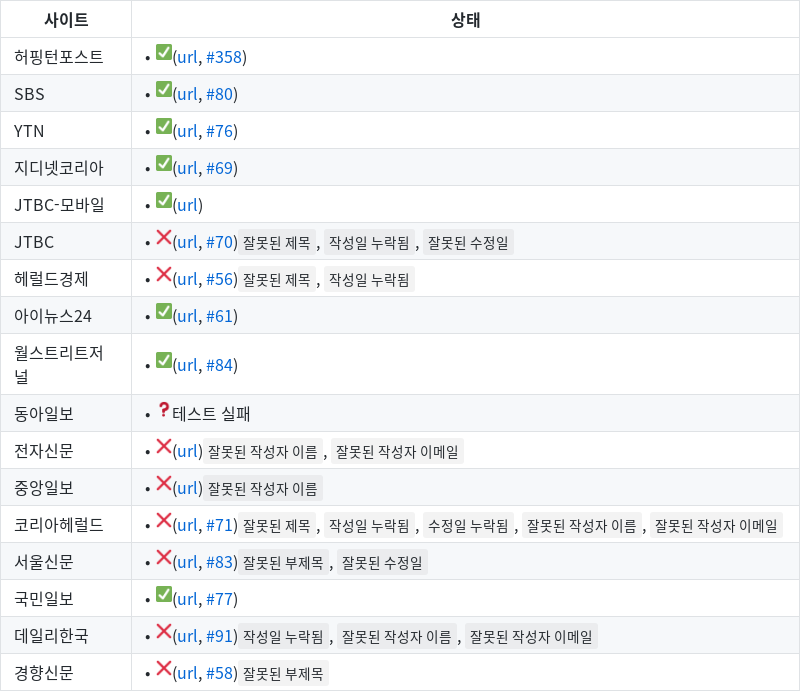 사이트 상태
허핑턴포스트 • ✅(url, #358)
SBS • ✅(url, #80)
YTN • ✅(url, #76)
지디넷코리아 • ✅(url, #69)
JTBC-모바일 • ✅(url)
JTBC • ❌(url, #70) 잘못된 제목 , 작성일 누락됨 , 잘못된 수정일
헤럴드경제 • ❌(url, #56) 잘못된 제목 , 작성일 누락됨
아이뉴스24 • ✅(url, #61)
월스트리트저
널 • ✅(url, #84)
동아일보 • ❓테스트 실패
전자신문 • ❌(url) 잘못된 작성자 이름 , 잘못된 작성자 이메일
중앙일보 • ❌(url) 잘못된 작성자 이름
코리아헤럴드 • ❌(url, #71) 잘못된 제목 , 작성일 누락됨 , 수정일 누락됨 , 잘못된 작성자 이름 , 잘못된 작성자 이메일
서울신문 • ❌(url, #83) 잘못된 부제목 , 잘못된 수정일
국민일보 • ✅(url, #77)
데일리한국 • ❌(url, #91) 작성일 누락됨 , 잘못된 작성자 이름 , 잘못된 작성자 이메일
경향신문 • ❌(url, #58) 잘못된 부제목